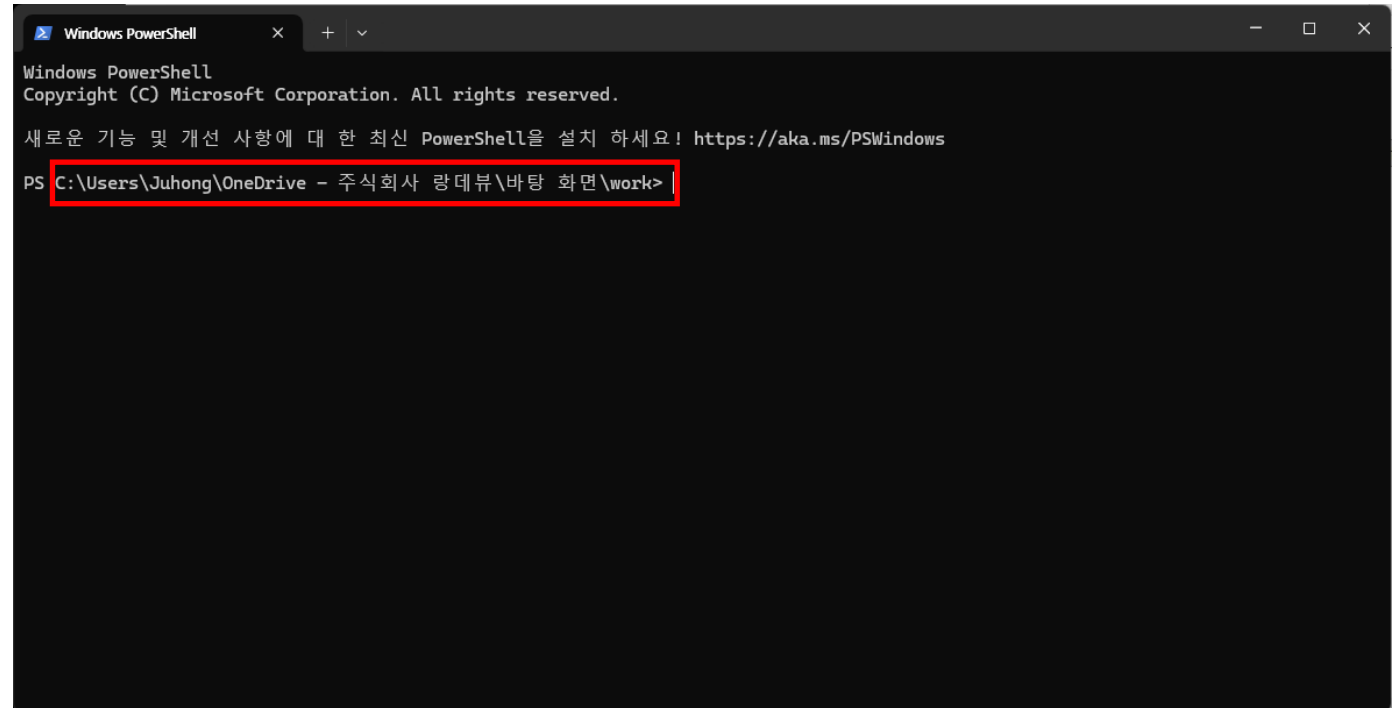 Windows PowerShell
Windows PowerShell
Copyright (C) Microsoft Corporation. All rights reserved.
새로운 기능 및 개선 사항에 대 한 최신 PowerShell을 설치 하세요! https://aka.ms/PSWindows
PS C:\Users\Juhong\OneDrive - 주식회사 랑데뷰\바탕 화면\work>